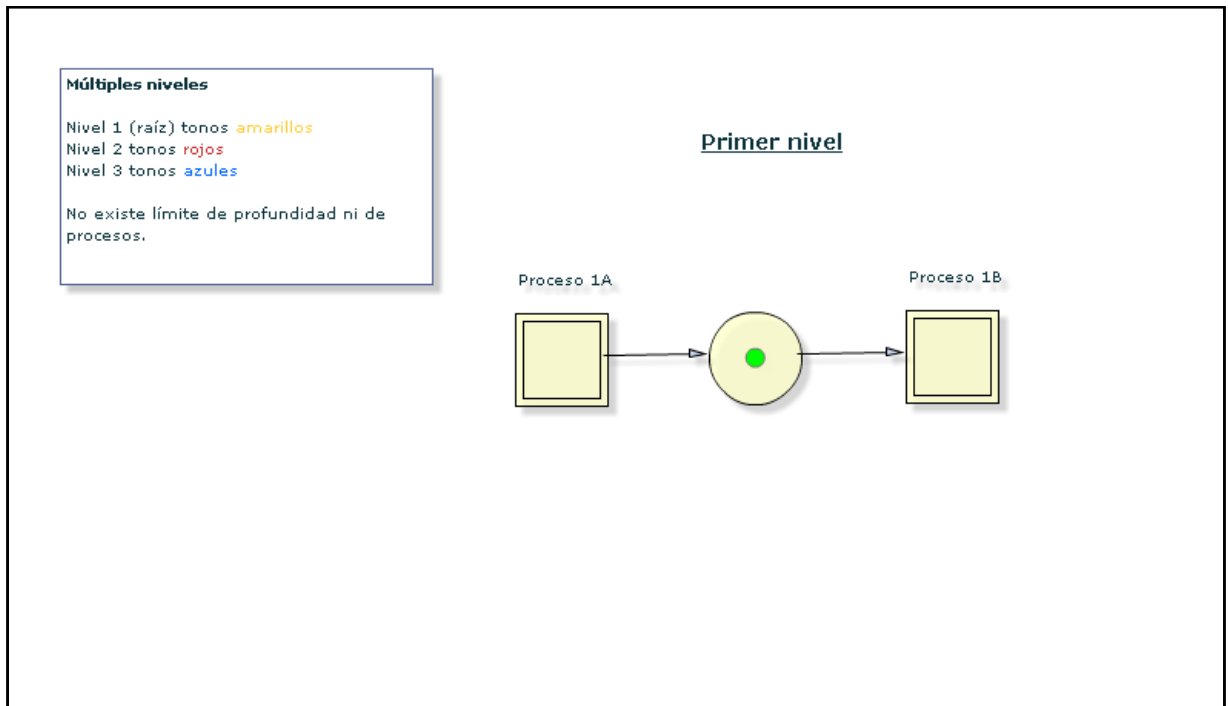 Múltiples niveles
Nivel 1 (raíz) tonos amarillos
Nivel 2 tonos rojos
Nivel 3 tonos azules
No existe límite de profundidad ni de
procesos.
Primer nivel
Proceso 1A
Proceso 1B